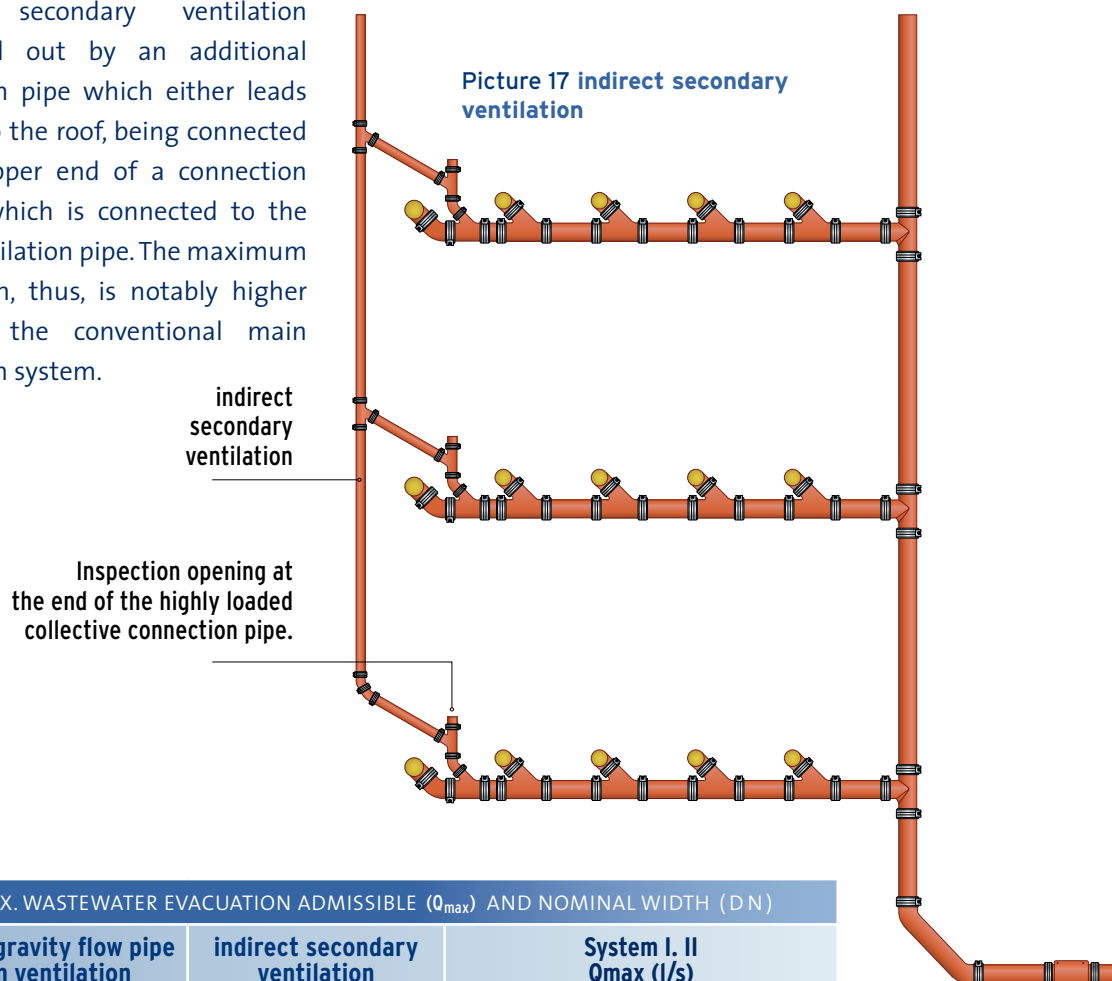 secondary ventilation
out by an additional
pipe which either leads
the roof, being connected
end of a connection
which is connected to the
pipe. The maximum
thus, is notably higher
the conventional main
system.
Picture 17 indirect secondary
ventilation
indirect
secondary
ventilation
Inspection opening at
the end of the highly loaded
collective connection pipe.
X. WASTEWATER EVACUATION ADMISSIBLE (Qmax) AND NOMINAL WIDTH (DN)
gravity flow pipe
ventilation
indirect secondary
ventilation
System I. II
Qmax (l/s)